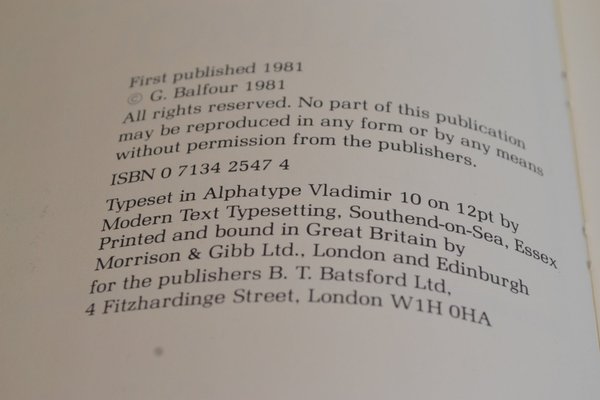 First published 1981
© G. Balfour 1981
All rights reserved. No part of this publication
may be reproduced in any form or by any means
without permission from the publishers.
ISBN 0 7134 2547 4
Typeset in Alphatype Vladimir 10 on 12pt by
Modern Text Typesetting, Southend-on-Sea, Essex
Printed and bound in Great Britain by
Morrison & Gibb Ltd., London and Edinburgh
for the publishers B. T. Batsford Ltd,
4 Fitzhardinge Street, London W1H 0HA